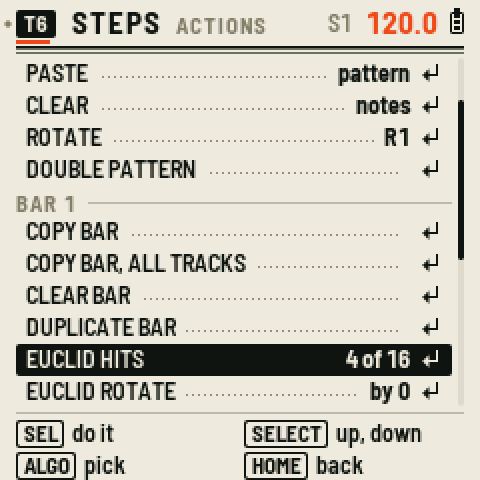 T6 STEPS ACTIONS S1 120.0
PASTE pattern ↵
CLEAR notes ↵
ROTATE R1 ↵
DOUBLE PATTERN ↵
BAR 1
COPY BAR ↵
COPY BAR, ALL TRACKS ↵
CLEAR BAR ↵
DUPLICATE BAR ↵
EUCLID HITS 4 of 16 ↵
EUCLID ROTATE by 0 ↵
SEL do it SELECT up, down
ALGO pick HOME back